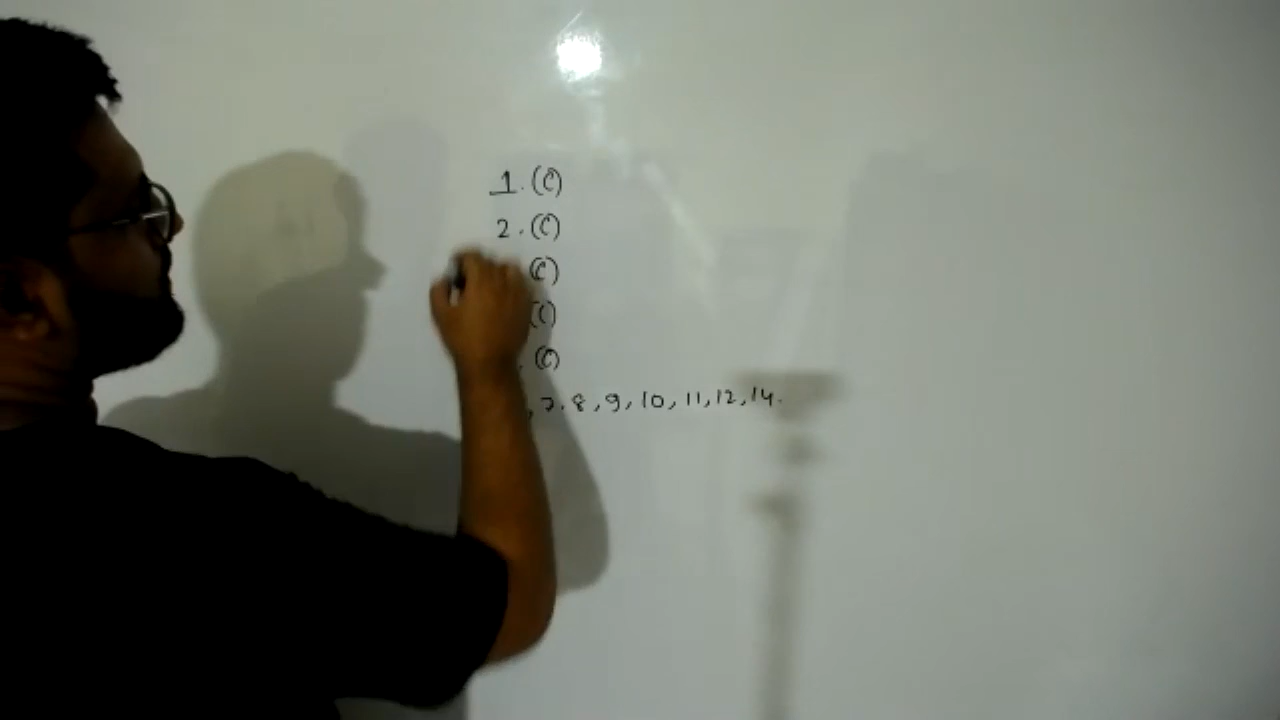 1. (C)
2. (C)
(C)
(C)
. (C)
, 7, 8, 9, 10, 11, 12, 14.